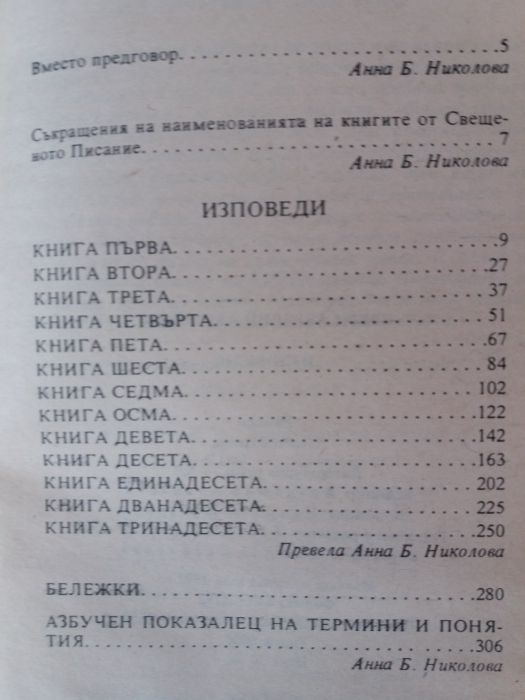 Вместо предговор. . . . . . . . . . . . . . . . . . . . . . . . . . . . .5
Анна Б. Николова
Съкращения на наименованията на книгите от Свеще-
ното Писание. . . . . . . . . . . . . . . . . . . . . . . . . . . . . . 7
Анна Б. Николова
ИЗПОВЕДИ
КНИГА ПЪРВА. . . . . . . . . . . . . . . . . . . . . . . . . . .9
КНИГА ВТОРА. . . . . . . . . . . . . . . . . . . . . . . . . . .27
КНИГА ТРЕТА. . . . . . . . . . . . . . . . . . . . . . . . . . .37
КНИГА ЧЕТВЪРТА. . . . . . . . . . . . . . . . . . . . . . .51
КНИГА ПЕТА. . . . . . . . . . . . . . . . . . . . . . . . . . . .67
КНИГА ШЕСТА. . . . . . . . . . . . . . . . . . . . . . . . . . 84
КНИГА СЕДМА. . . . . . . . . . . . . . . . . . . . . . . . . 102
КНИГА ОСМА. . . . . . . . . . . . . . . . . . . . . . . . . . 122
КНИГА ДЕВЕТА. . . . . . . . . . . . . . . . . . . . . . . . 142
КНИГА ДЕСЕТА. . . . . . . . . . . . . . . . . . . . . . . . 163
КНИГА ЕДИНАДЕСЕТА. . . . . . . . . . . . . . . . . . 202
КНИГА ДВАНАДЕСЕТА. . . . . . . . . . . . . . . . . . 225
КНИГА ТРИНАДЕСЕТА. . . . . . . . . . . . . . . . . . 250
Превела Анна Б. Николова
БЕЛЕЖКИ. . . . . . . . . . . . . . . . . . . . . . . . . . . . 280
АЗБУЧЕН ПОКАЗАЛЕЦ НА ТЕРМИНИ И ПОНЯ-
ТИЯ. . . . . . . . . . . . . . . . . . . . . . . . . . . . . . . . . 306
Анна Б. Николова